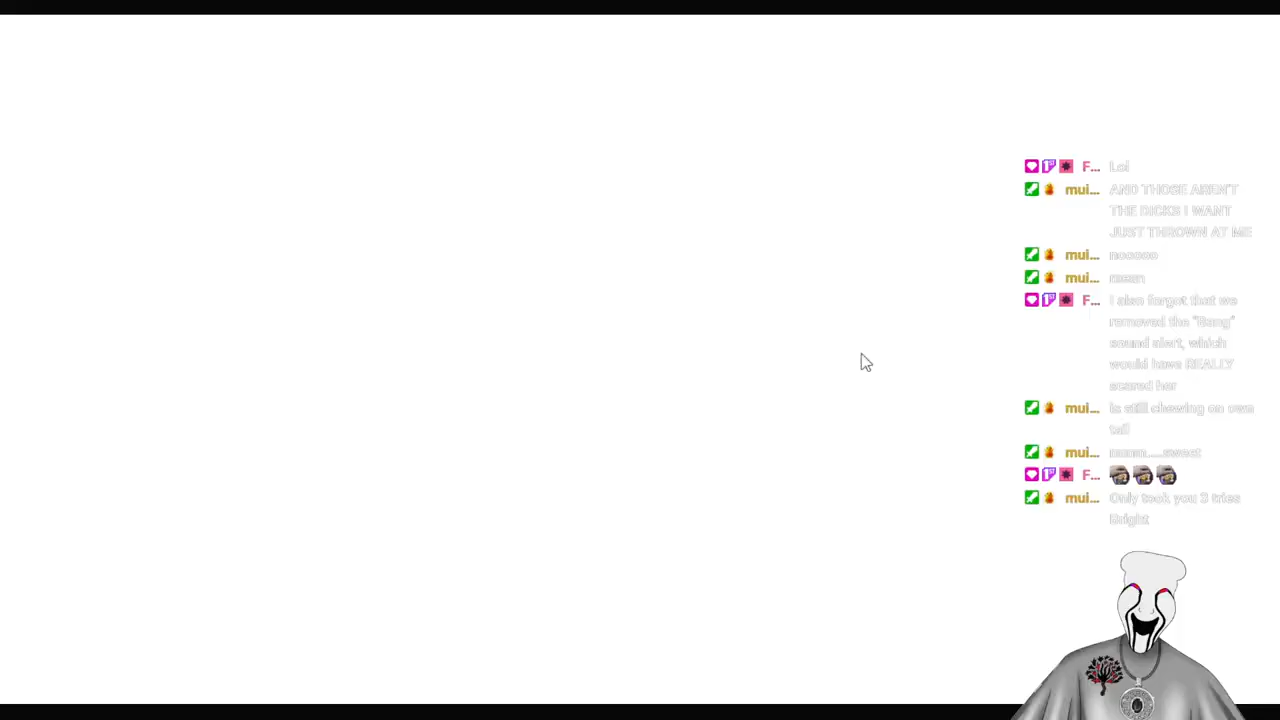 F... Lol
mui... AND THOSE AREN'T
THE DICKS I WANT
JUST THROWN AT ME
mui... nooooo
mui... mean
F... I also forgot that we
removed the "Bang"
sound alert, which
would have REALLY
scared her
mui... is still chewing on own
tail
mui... sweet
F...
mui... Only took you 3 tries
Bright